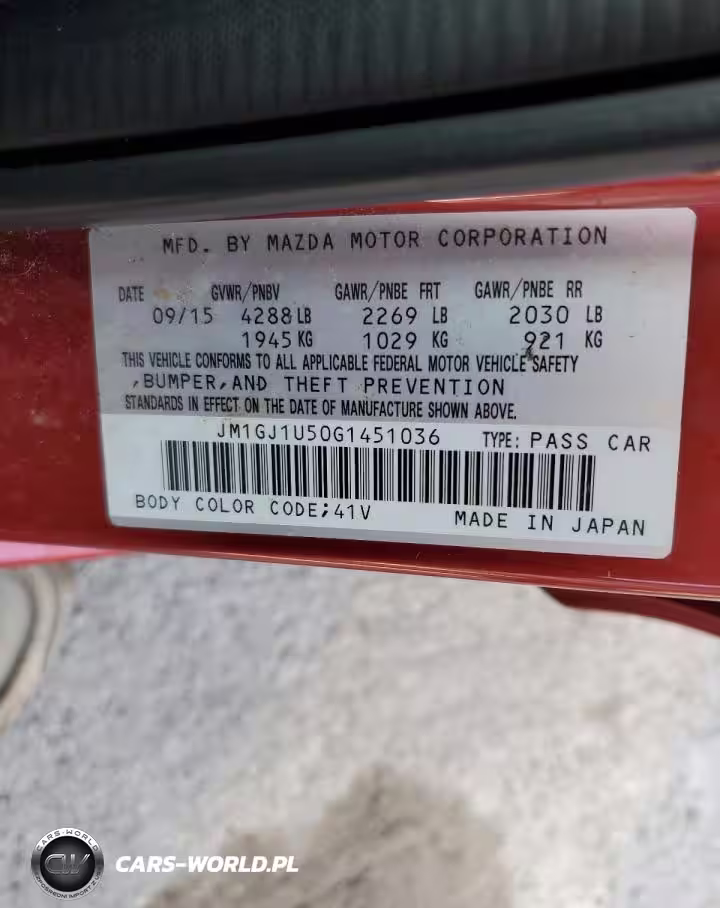 MFD. BY MAZDA MOTOR CORPORATION
DATE GVWR/PNBV GAWR/PNBE FRT GAWR/PNBE RR
09/15 4288 LB 2269 LB 2030 LB
1945 KG 1029 KG 921 KG
THIS VEHICLE CONFORMS TO ALL APPLICABLE FEDERAL MOTOR VEHICLE SAFETY
,BUMPER,AND THEFT PREVENTION
STANDARDS IN EFFECT ON THE DATE OF MANUFACTURE SHOWN ABOVE.
JM1GJ1U50G1451036 TYPE: PASS CAR
BODY COLOR CODE;41V MADE IN JAPAN
CARS-WORLD
CW
CARS-WORLD.PL